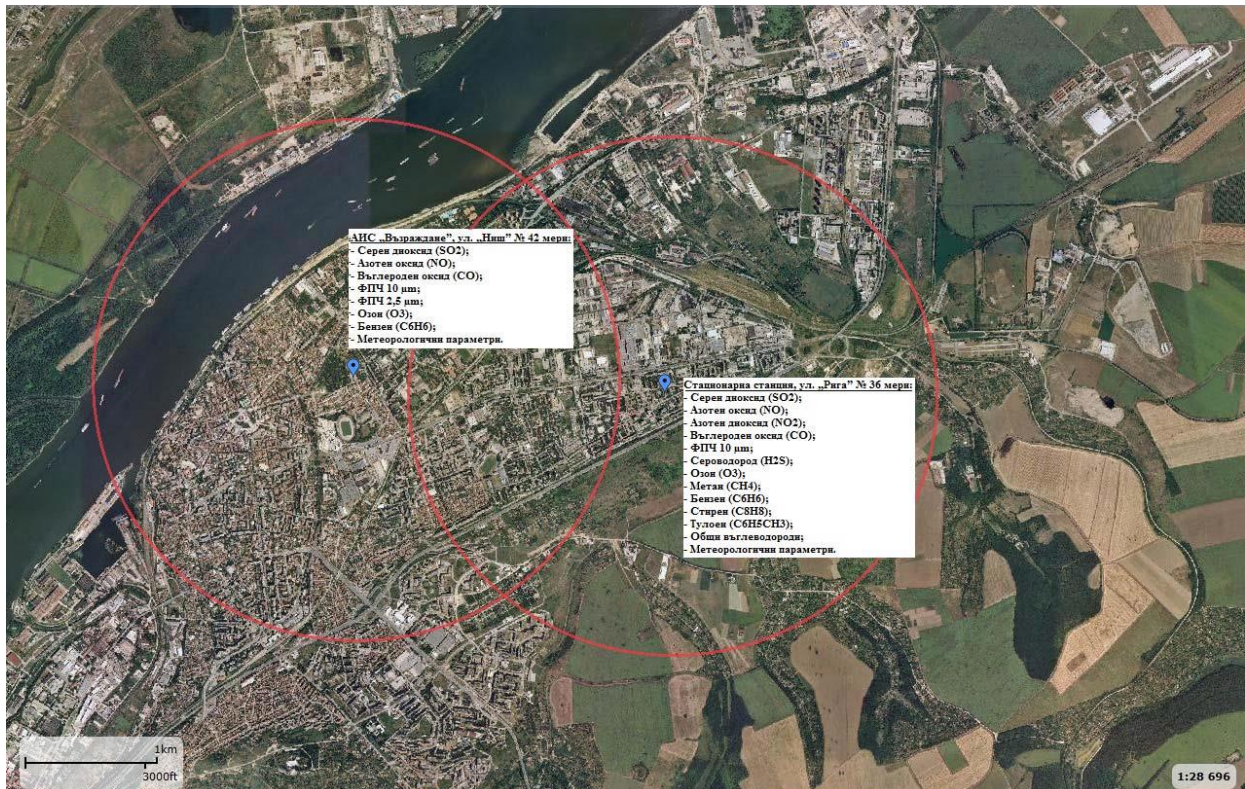 АИС „Възраждане”, ул. „Ниш” № 42 мери:
- Серен диоксид (SO2);
- Азотен оксид (NO);
- Въглероден оксид (CO);
- ФПЧ 10 µm;
- ФПЧ 2,5 µm;
- Озон (O3);
- Бензен (C6H6);
- Метеорологични параметри.
Стационарна станция, ул. „Рига” № 36 мери:
- Серен диоксид (SO2);
- Азотен оксид (NO);
- Азотен диоксид (NO2);
- Въглероден оксид (CO);
- ФПЧ 10 µm;
- Сероводород (H2S);
- Озон (O3);
- Метан (CH4);
- Бензен (C6H6);
- Стирен (C8H8);
- Тулоен (C6H5CH3);
- Общи въглеводороди;
- Метеорологични параметри.
1km
3000ft
1:28 696